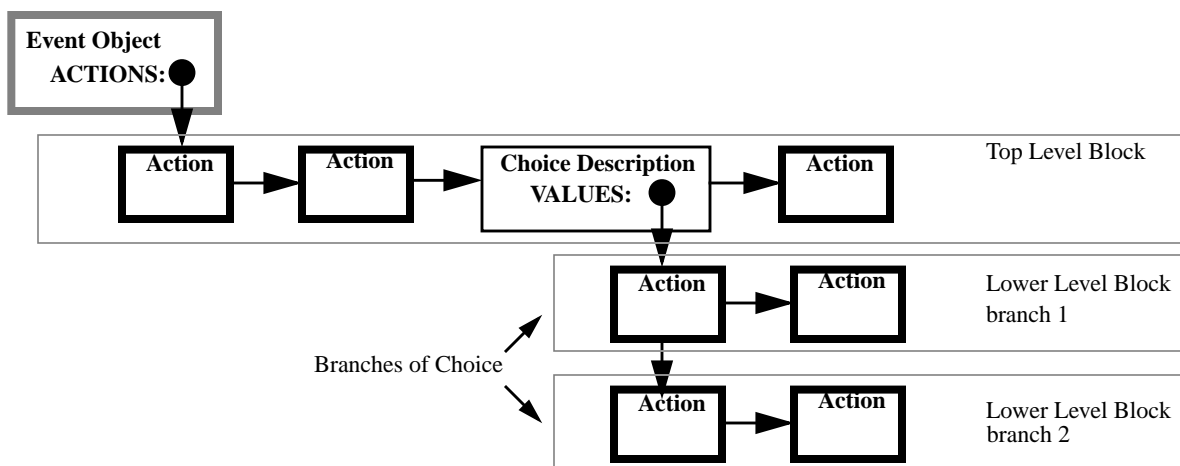 Event Object
ACTIONS:
Top Level Block
Action
Action
Choice Description
VALUES:
Action
Action
Action
Lower Level Block
branch 1
Branches of Choice
Action
Action
Lower Level Block
branch 2